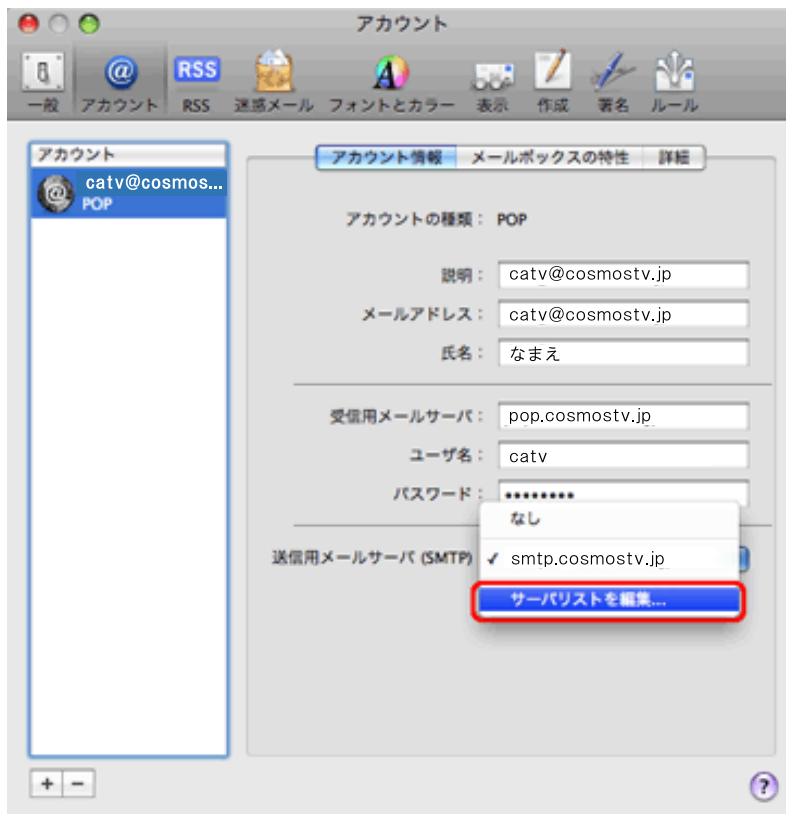 アカウント
一般 アカウント RSS 迷惑メール フォントとカラー 表示 作成 署名 ルール
RSS
アカウント
catv@cosmos...
POP
アカウント情報 メールボックスの特性 詳細
アカウントの種類： POP
説明： catv@cosmostv.jp
メールアドレス： catv@cosmostv.jp
氏名： なまえ
受信用メールサーバ： pop.cosmostv.jp
ユーザ名： catv
パスワード： ••••••••
なし
送信用メールサーバ (SMTP) ✓ smtp.cosmostv.jp
サーバリストを編集...
+ −
?